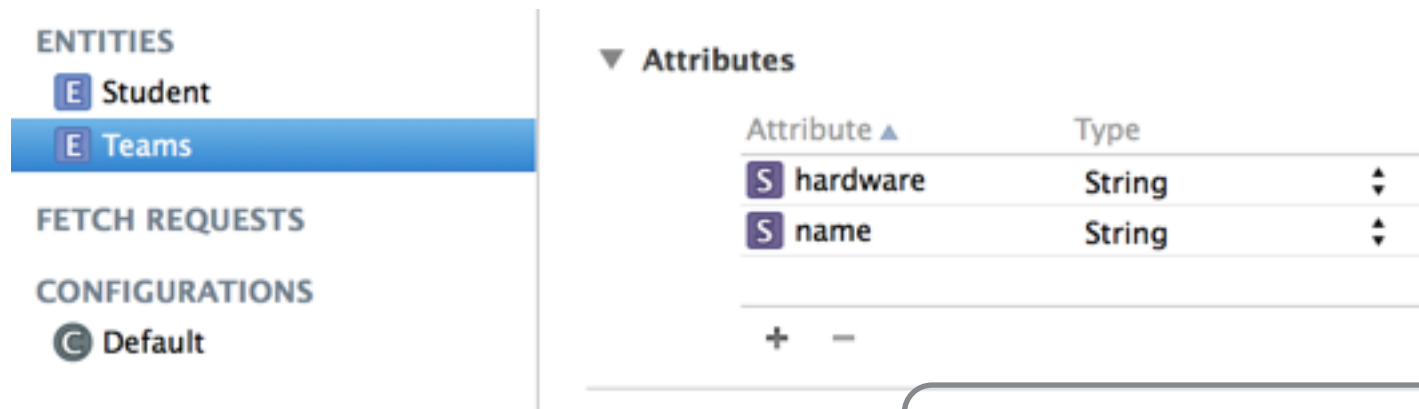 ENTITIES
E Student
E Teams
FETCH REQUESTS
CONFIGURATIONS
C Default
Attributes
Attribute Type
S hardware String
S name String
+ −